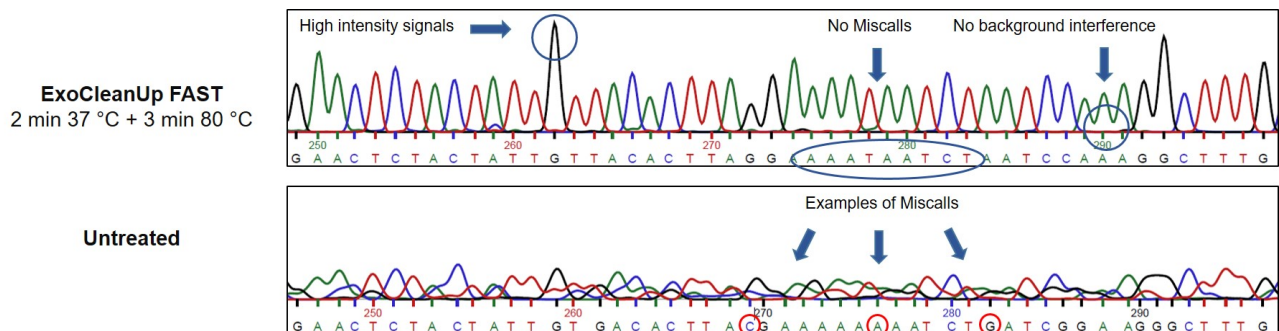 High intensity signals
No Miscalls
No background interference
ExoCleanUp FAST
2 min 37 °C + 3 min 80 °C
250 260 270 280 290
G A A C T C T A C T A T T G T T A C A C T T A G G A A A A T A A T C T A A T C C A A A G G C T T T G
Untreated
Examples of Miscalls
250 260 270 280 290
G A A C T C T A C T A T T G T G A C A C T T A C G A A A A A A A A T C T G A T C G G A A G G G T T T G